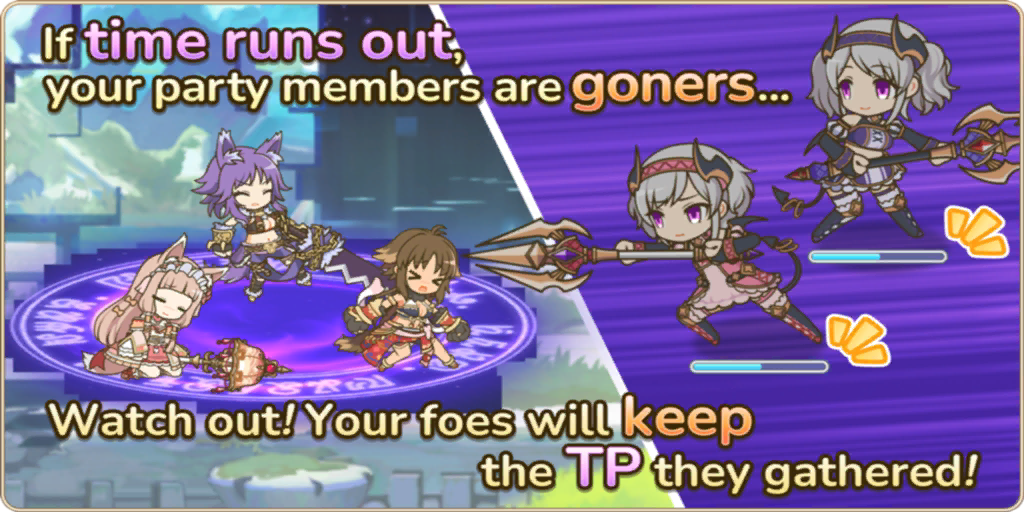 If time runs out,
your party members are goners...
Watch out! Your foes will keep
the TP they gathered!